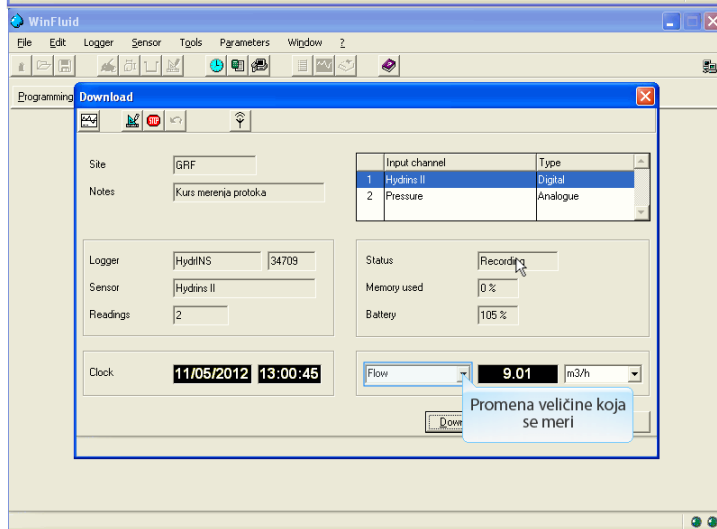 WinFluid
File Edit Logger Sensor Tools Parameters Window ?
Programming
Download
STOP
Site GRF
Notes Kurs merenja protoka
Input channel Type
1 Hydrins II Digital
2 Pressure Analogue
Logger HydrINS 34709
Sensor Hydrins II
Readings 2
Status Recording
Memory used 0 %
Battery 105 %
Clock 11/05/2012 13:00:45
Flow 9.01 m3/h
Promena veličine koja
se meri